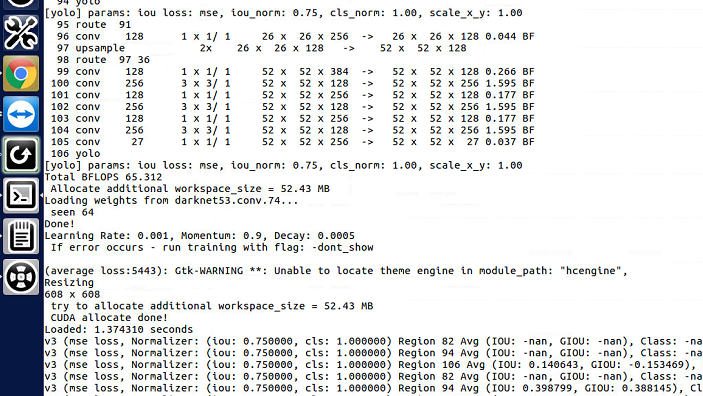 94 yolo
[yolo] params: iou loss: mse, iou_norm: 0.75, cls_norm: 1.00, scale_x_y: 1.00
95 route 91
96 conv 128 1 x 1/ 1 26 x 26 x 256 -> 26 x 26 x 128 0.044 BF
97 upsample 2x 26 x 26 x 128 -> 52 x 52 x 128
98 route 97 36
99 conv 128 1 x 1/ 1 52 x 52 x 384 -> 52 x 52 x 128 0.266 BF
100 conv 256 3 x 3/ 1 52 x 52 x 128 -> 52 x 52 x 256 1.595 BF
101 conv 128 1 x 1/ 1 52 x 52 x 256 -> 52 x 52 x 128 0.177 BF
102 conv 256 3 x 3/ 1 52 x 52 x 128 -> 52 x 52 x 256 1.595 BF
103 conv 128 1 x 1/ 1 52 x 52 x 256 -> 52 x 52 x 128 0.177 BF
104 conv 256 3 x 3/ 1 52 x 52 x 128 -> 52 x 52 x 256 1.595 BF
105 conv 27 1 x 1/ 1 52 x 52 x 256 -> 52 x 52 x 27 0.037 BF
106 yolo
[yolo] params: iou loss: mse, iou_norm: 0.75, cls_norm: 1.00, scale_x_y: 1.00
Total BFLOPS 65.312
Allocate additional workspace_size = 52.43 MB
Loading weights from darknet53.conv.74...
seen 64
Done!
Learning Rate: 0.001, Momentum: 0.9, Decay: 0.0005
If error occurs - run training with flag: -dont_show
(average loss:5443): Gtk-WARNING **: Unable to locate theme engine in module_path: "hcengine",
Resizing
608 x 608
try to allocate additional workspace_size = 52.43 MB
CUDA allocate done!
Loaded: 1.374310 seconds
v3 (mse loss, Normalizer: (iou: 0.750000, cls: 1.000000) Region 82 Avg (IOU: -nan, GIOU: -nan), Class: -na
v3 (mse loss, Normalizer: (iou: 0.750000, cls: 1.000000) Region 94 Avg (IOU: -nan, GIOU: -nan), Class: -na
v3 (mse loss, Normalizer: (iou: 0.750000, cls: 1.000000) Region 106 Avg (IOU: 0.140643, GIOU: -0.153469),
v3 (mse loss, Normalizer: (iou: 0.750000, cls: 1.000000) Region 82 Avg (IOU: -nan, GIOU: -nan), Class: -na
v3 (mse loss, Normalizer: (iou: 0.750000, cls: 1.000000) Region 94 Avg (IOU: 0.398799, GIOU: 0.388145), Cl